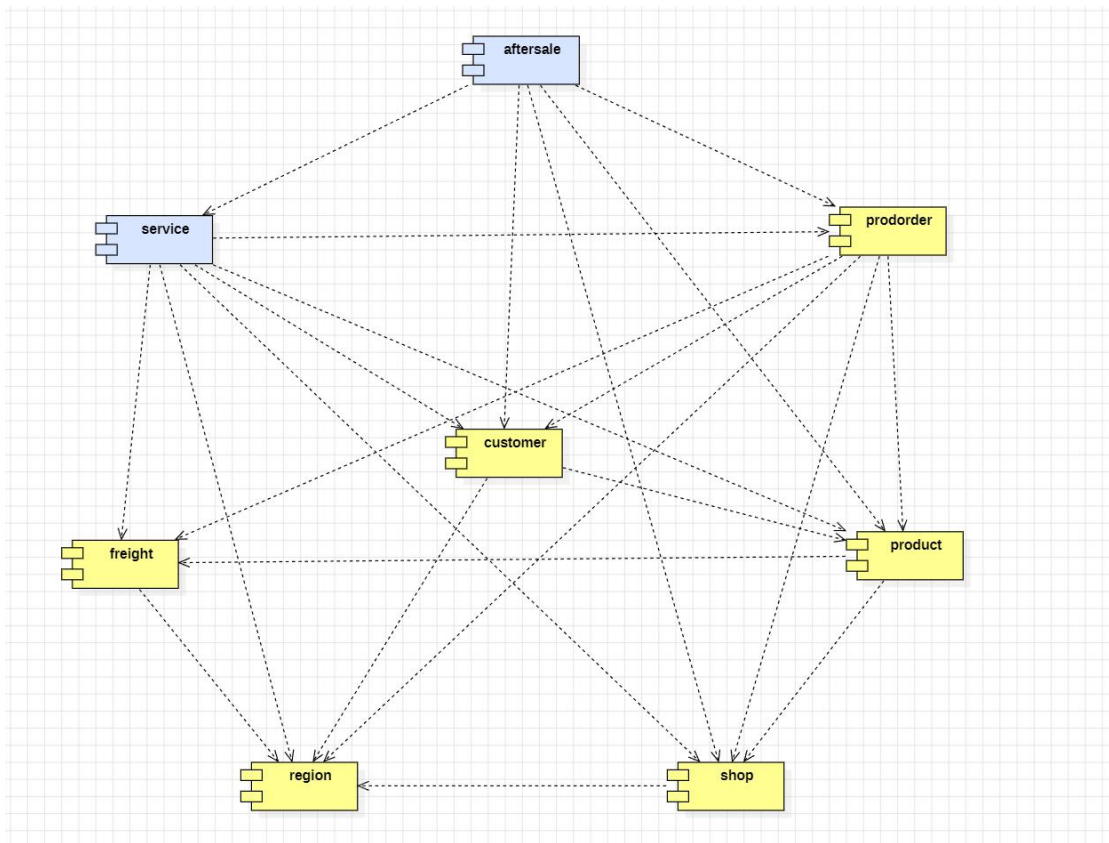 aftersale
service
prodorder
customer
freight
product
region
shop